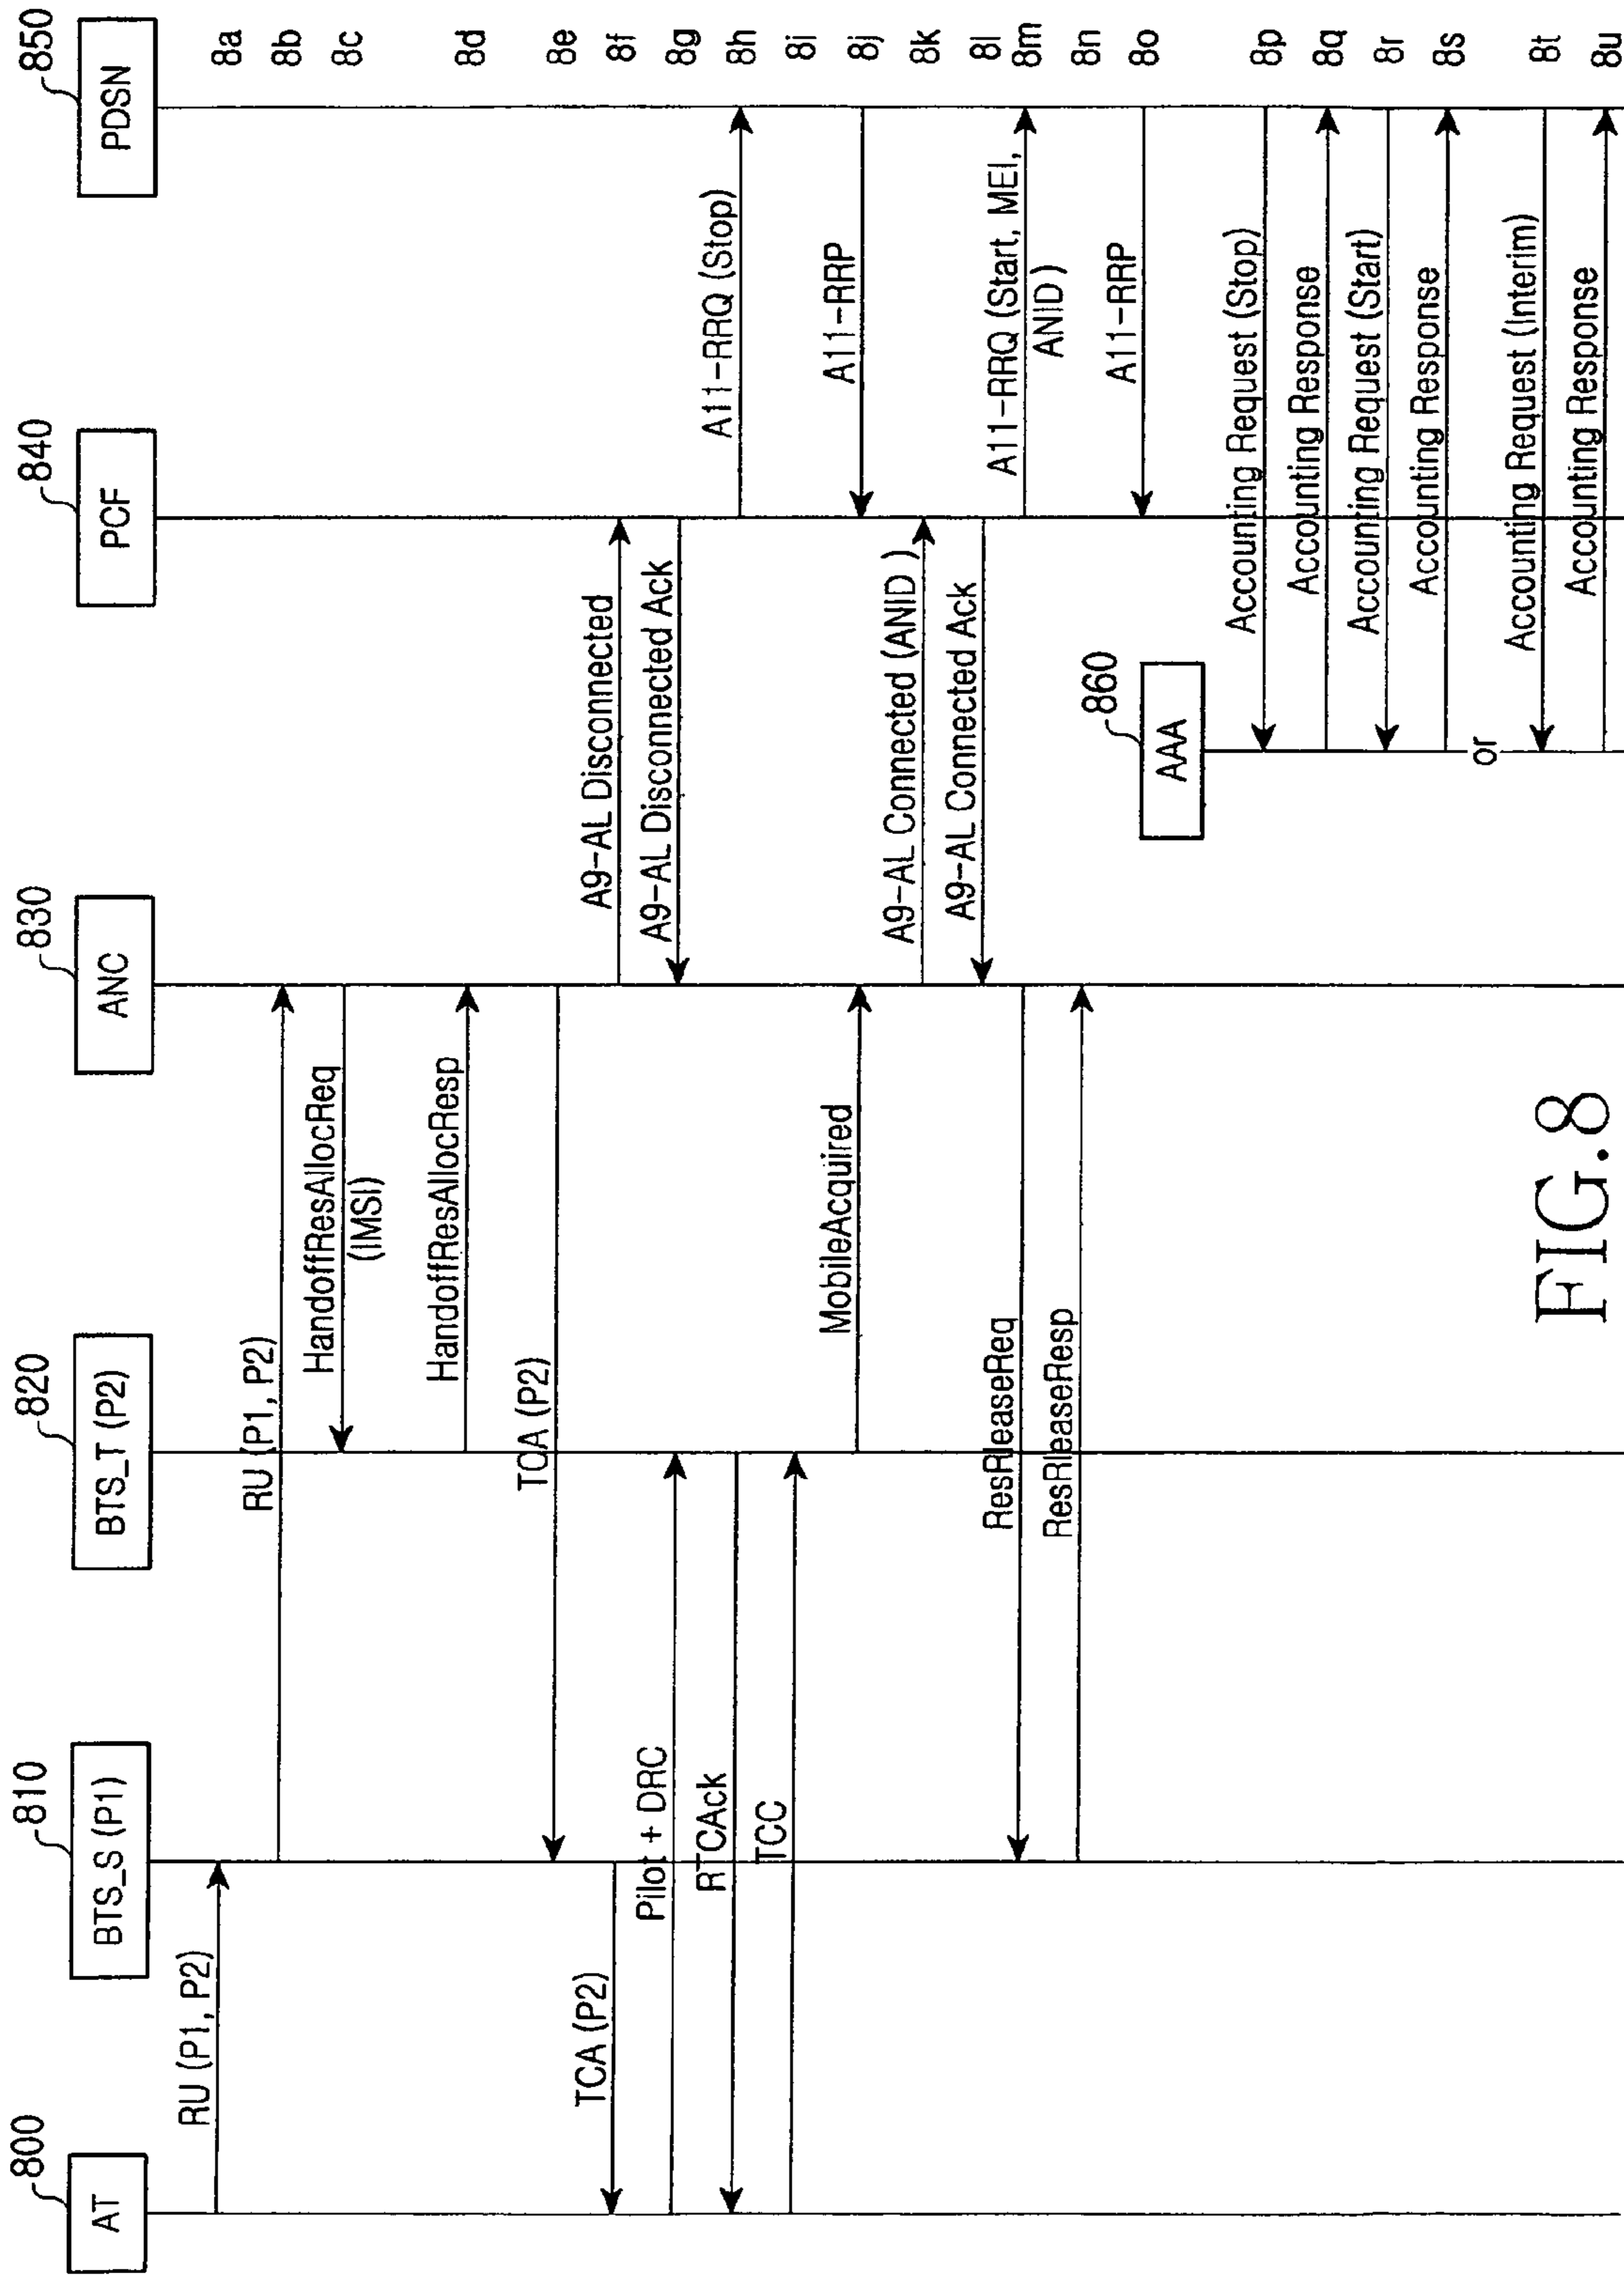 800
AT
810
BTS_S (P1)
820
BTS_T (P2)
830
ANC
840
PCF
850
PDSN
RU (P1, P2)
8a
RU (P1, P2)
8b
HandoffResAllocReq
(IMSI)
8c
HandoffResAllocResp
8d
TCA (P2)
8e
TCA (P2)
A9-AL Disconnected
8f
Pilot + DRC
A9-AL Disconnected Ack
8g
RTCAck
A11-RRQ (Stop)
8h
TCC
8i
MobileAcquired
A11-RRP
8j
A9-AL Connected (ANID )
8k
A9-AL Connected Ack
8l
ResRleaseReq
A11-RRQ (Start, MEI,
ANID )
8m
ResRleaseResp
8n
A11-RRP
8o
860
AAA
Accounting Request (Stop)
8p
Accounting Response
8q
Accounting Request (Start)
8r
Accounting Response
8s
or
Accounting Request (Interim)
8t
Accounting Response
8u
FIG.8